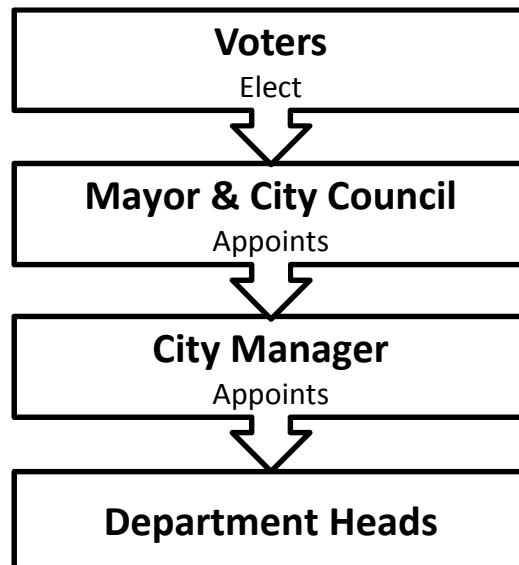 Voters
Elect
Mayor & City Council
Appoints
City Manager
Appoints
Department Heads